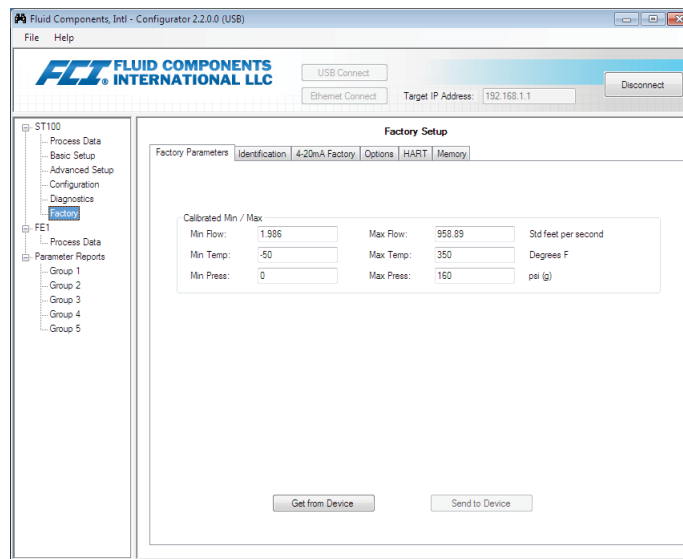 Fluid Components, Intl - Configurator 2.2.0.0 (USB)
File Help
FCI® FLUID COMPONENTS
INTERNATIONAL LLC
USB Connect
Ethernet Connect
Target IP Address: 192.168.1.1
Disconnect
ST100
Process Data
Basic Setup
Advanced Setup
Configuration
Diagnostics
Factory
FE1
Process Data
Parameter Reports
Group 1
Group 2
Group 3
Group 4
Group 5
Factory Setup
Factory Parameters Identification 4-20mA Factory Options HART Memory
Calibrated Min / Max
Min Flow: 1.986 Max Flow: 958.89 Std feet per second
Min Temp: -50 Max Temp: 350 Degrees F
Min Press: 0 Max Press: 160 psi (g)
Get from Device Send to Device